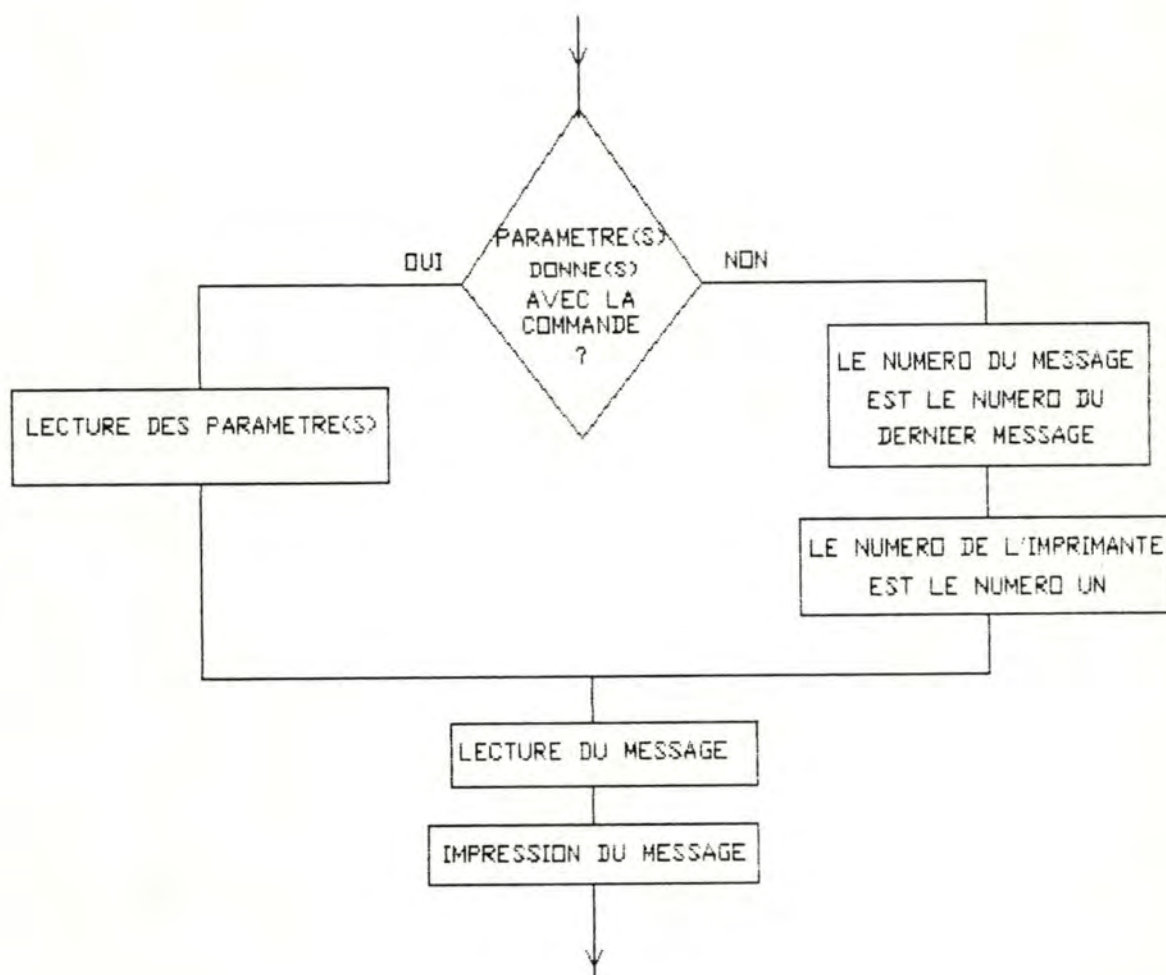 PARAMETRE(S)
DONNE(S)
AVEC LA
COMMANDE
?
OUI
NON
LECTURE DES PARAMETRE(S)
LE NUMERO DU MESSAGE
EST LE NUMERO DU
DERNIER MESSAGE
LE NUMERO DE L'IMPRIMANTE
EST LE NUMERO UN
LECTURE DU MESSAGE
IMPRESSION DU MESSAGE